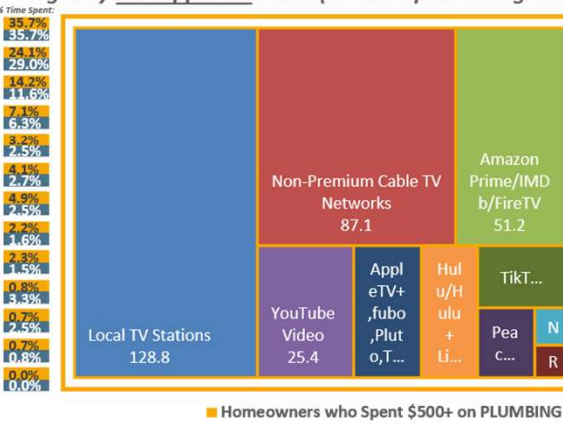 % Time Spent:
35.7%
35.7%
24.1%
29.0%
14.2%
11.6%
7.1%
6.3%
3.2%
2.5%
4.1%
2.7%
4.9%
2.5%
2.2%
1.6%
2.3%
1.5%
0.8%
3.3%
0.7%
2.5%
0.7%
0.8%
0.0%
0.0%
Local TV Stations
128.8
Non-Premium Cable TV
Networks
87.1
Amazon
Prime/IMD
b/FireTV
51.2
YouTube
Video
25.4
Appl
eTV+
,fubo
,Plut
o,T...
Hul
u/H
ulu
+
Li...
TikT...
Pea
c...
N
R
Homeowners who Spent $500+ on PLUMBING